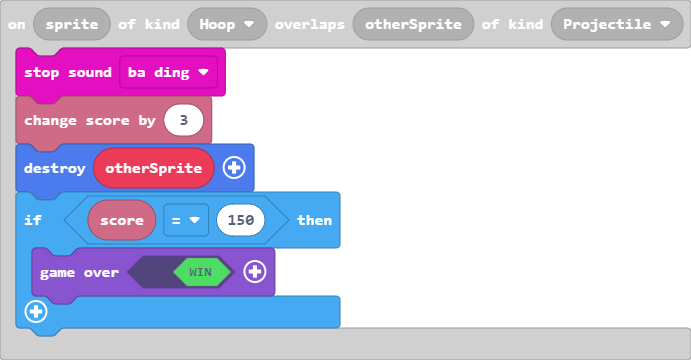 on sprite of kind Hoop overlaps otherSprite of kind Projectile
stop sound ba ding
change score by 3
destroy otherSprite
if score = 150 then
game over WIN